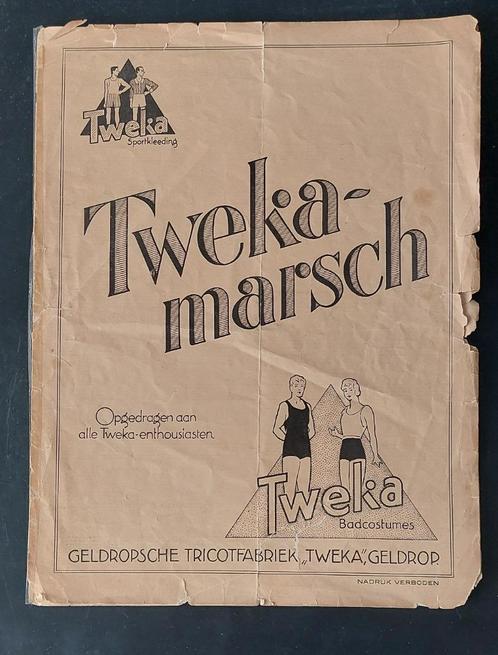 Tweka
Sportkleeding
Tweka-
marsch
Opgedragen aan
alle Tweka-enthousiasten.
Tweka
Badcostumes
GELDROPSCHE TRICOTFABRIEK „TWEKA”, GELDROP.
NADRUK VERBODEN